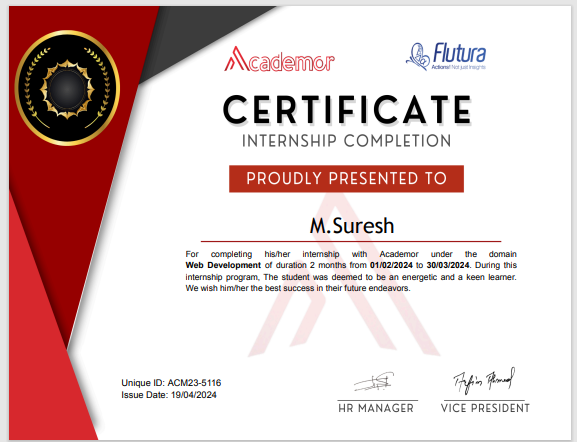 Academor
Flutura
Actions! Not just Insights
CERTIFICATE
INTERNSHIP COMPLETION
PROUDLY PRESENTED TO
M.Suresh
For completing his/her internship with Academor under the domain
Web Development of duration 2 months from 01/02/2024 to 30/03/2024. During this
internship program, The student was deemed to be an energetic and a keen learner.
We wish him/her the best success in their future endeavors.
Unique ID: ACM23-5116
Issue Date: 19/04/2024
HR MANAGER
VICE PRESIDENT